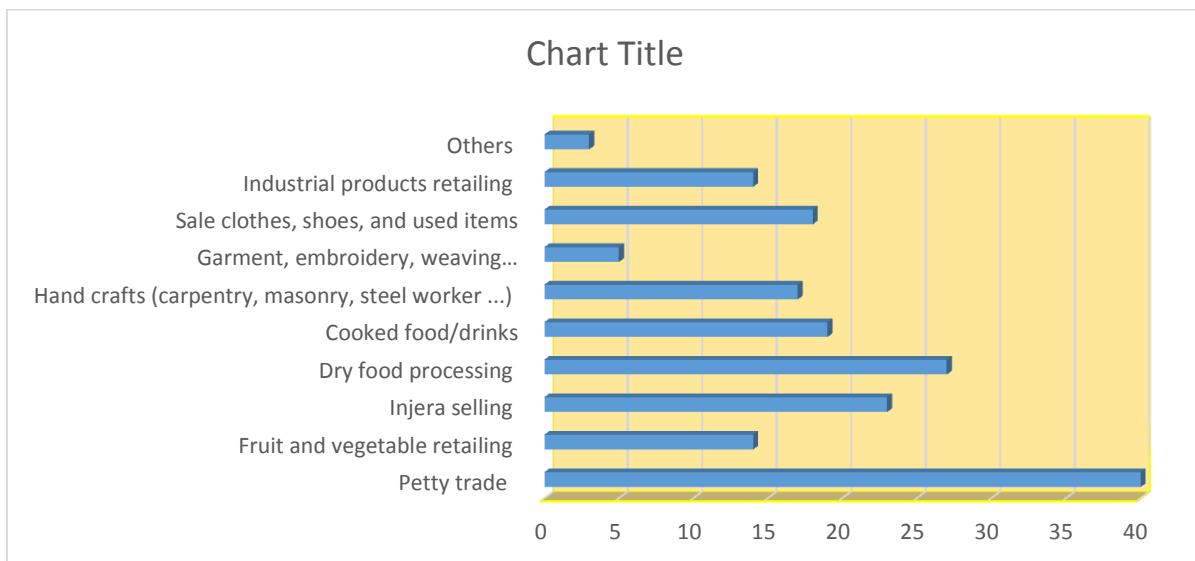 Chart Title
Others
Industrial products retailing
Sale clothes, shoes, and used items
Garment, embroidery, weaving…
Hand crafts (carpentry, masonry, steel worker ...)
Cooked food/drinks
Dry food processing
Injera selling
Fruit and vegetable retailing
Petty trade
0 5 10 15 20 25 30 35 40